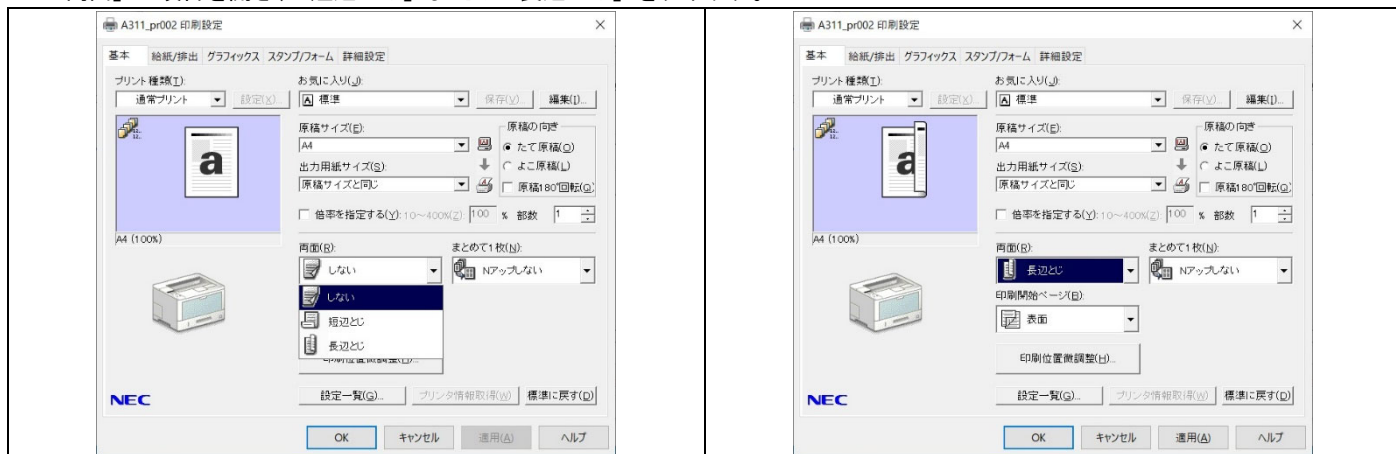 A311_pr002 印刷設定
基本 給紙/排出 グラフィックス スタンプ/フォーム 詳細設定
プリント種類(T): お気に入り(J):
通常プリント 設定(X)... A 標準 保存(V)... 編集(I)...
原稿サイズ(E): 原稿の向き
A4 たて原稿(O)
a
出力用紙サイズ(S): よこ原稿(L)
原稿サイズと同じ 原稿180°回転(Q)
倍率を指定する(Y): 10～400%(Z) 100 % 部数 1
A4 (100%)
両面(R): まとめて1枚(N):
しない Nアップしない
しない
短辺とじ
長辺とじ
印刷位置微調整(H)...
NEC 設定一覧(G)... プリンタ情報取得(W) 標準に戻す(D)
OK キャンセル 適用(A) ヘルプ
A311_pr002 印刷設定
基本 給紙/排出 グラフィックス スタンプ/フォーム 詳細設定
プリント種類(T): お気に入り(J):
通常プリント 設定(X)... A 標準 保存(V)... 編集(I)...
原稿サイズ(E): 原稿の向き
A4 たて原稿(O)
a
出力用紙サイズ(S): よこ原稿(L)
原稿サイズと同じ 原稿180°回転(Q)
倍率を指定する(Y): 10～400%(Z) 100 % 部数 1
A4 (100%)
両面(R): まとめて1枚(N):
長辺とじ Nアップしない
印刷開始ページ(B):
表面
印刷位置微調整(H)...
NEC 設定一覧(G)... プリンタ情報取得(W) 標準に戻す(D)
OK キャンセル 適用(A) ヘルプ